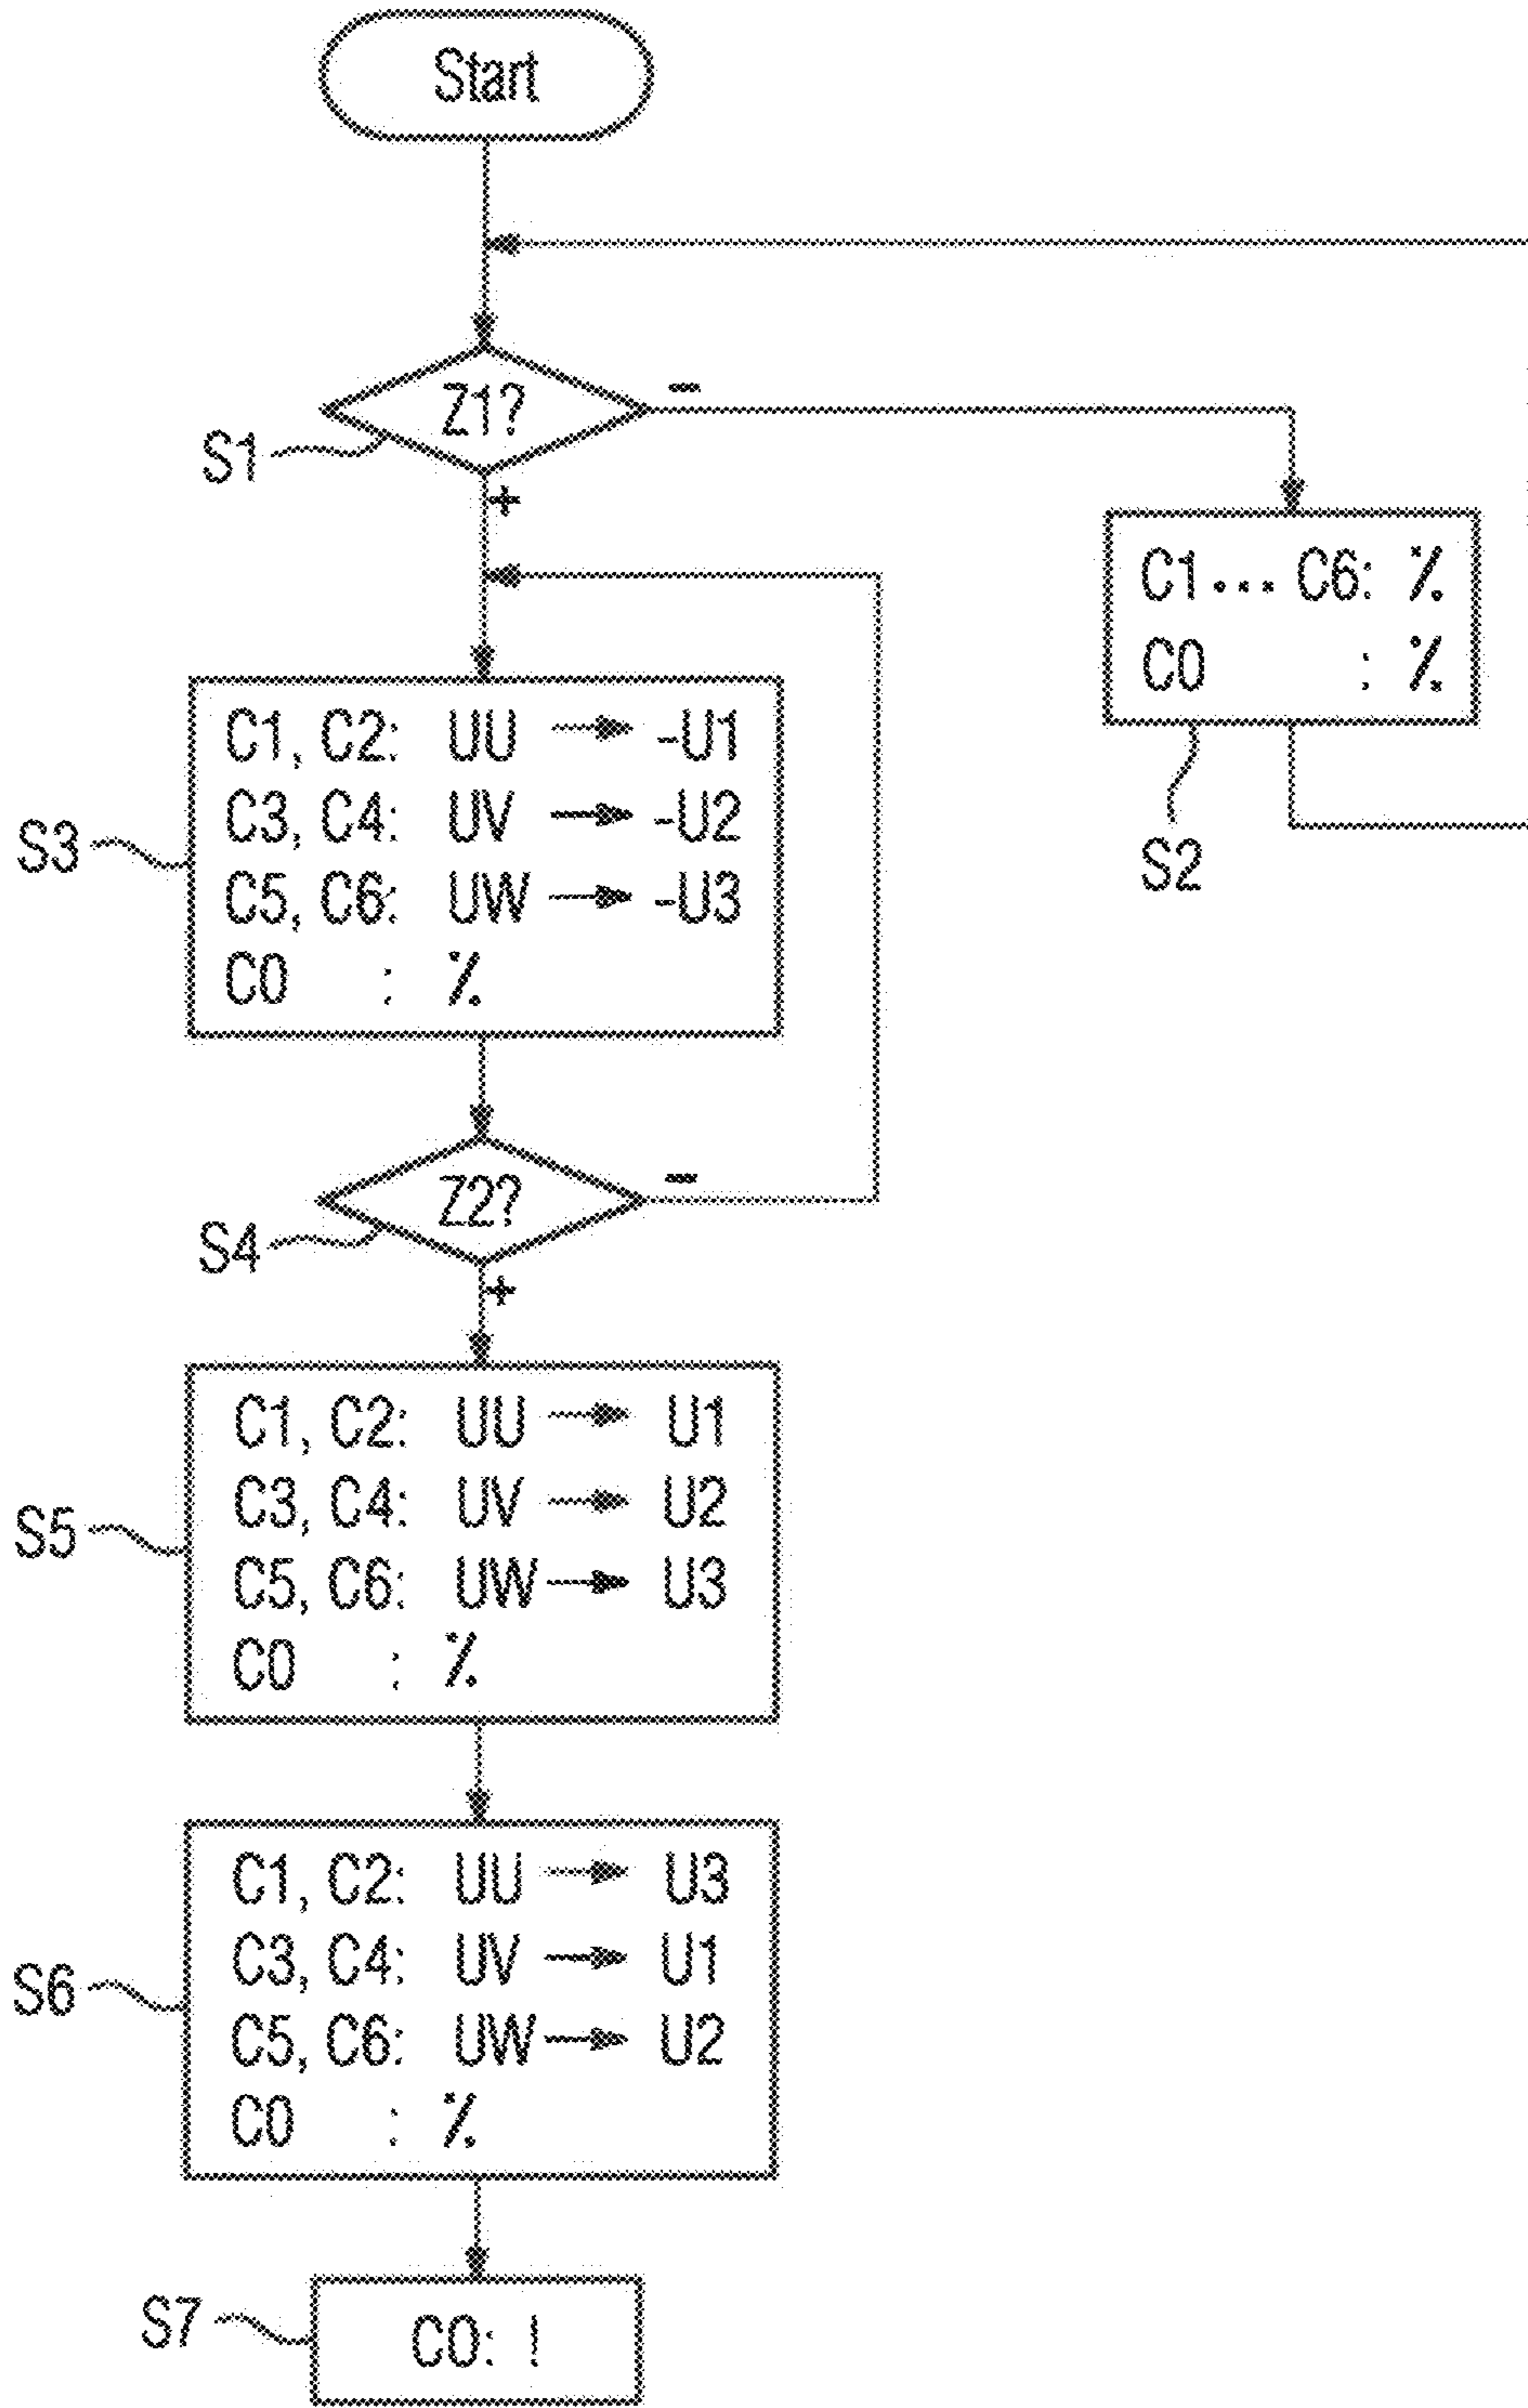 Start
Z1?
-
S1
+
C1... C6: %
C0 : %
S2
S3
C1, C2: UU → -U1
C3, C4: UV → -U2
C5, C6: UW → -U3
C0 : %
Z2?
-
S4
+
S5
C1, C2: UU → U1
C3, C4: UV → U2
C5, C6: UW → U3
C0 : %
S6
C1, C2: UU → U3
C3, C4: UV → U1
C5, C6: UW → U2
C0 : %
S7
C0: !